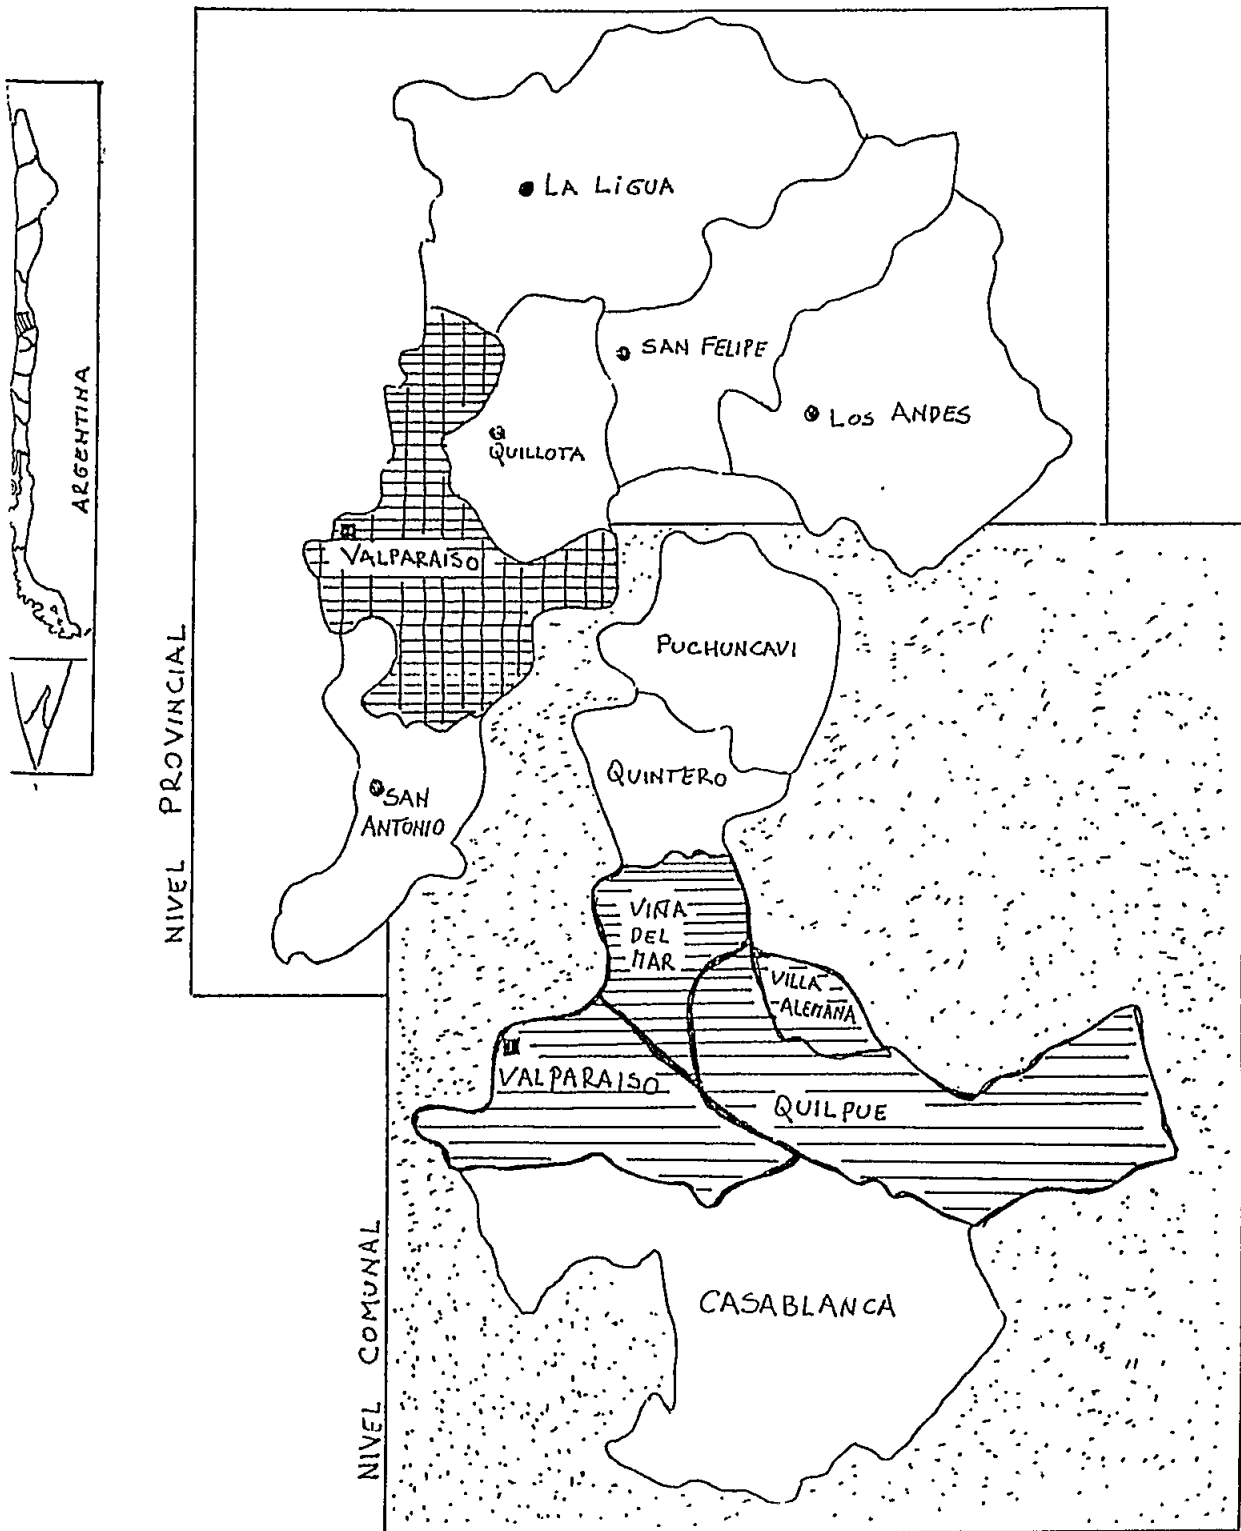 LA LIGUA
SAN FELIPE
LOS ANDES
QUILLOTA
VALPARAISO
SAN
ANTONIO
NIVEL PROVINCIAL
ARGENTINA
PUCHUNCAVI
QUINTERO
VIÑA
DEL
MAR
VILLA
ALEMANA
VALPARAISO
QUILPUE
CASABLANCA
NIVEL COMUNAL